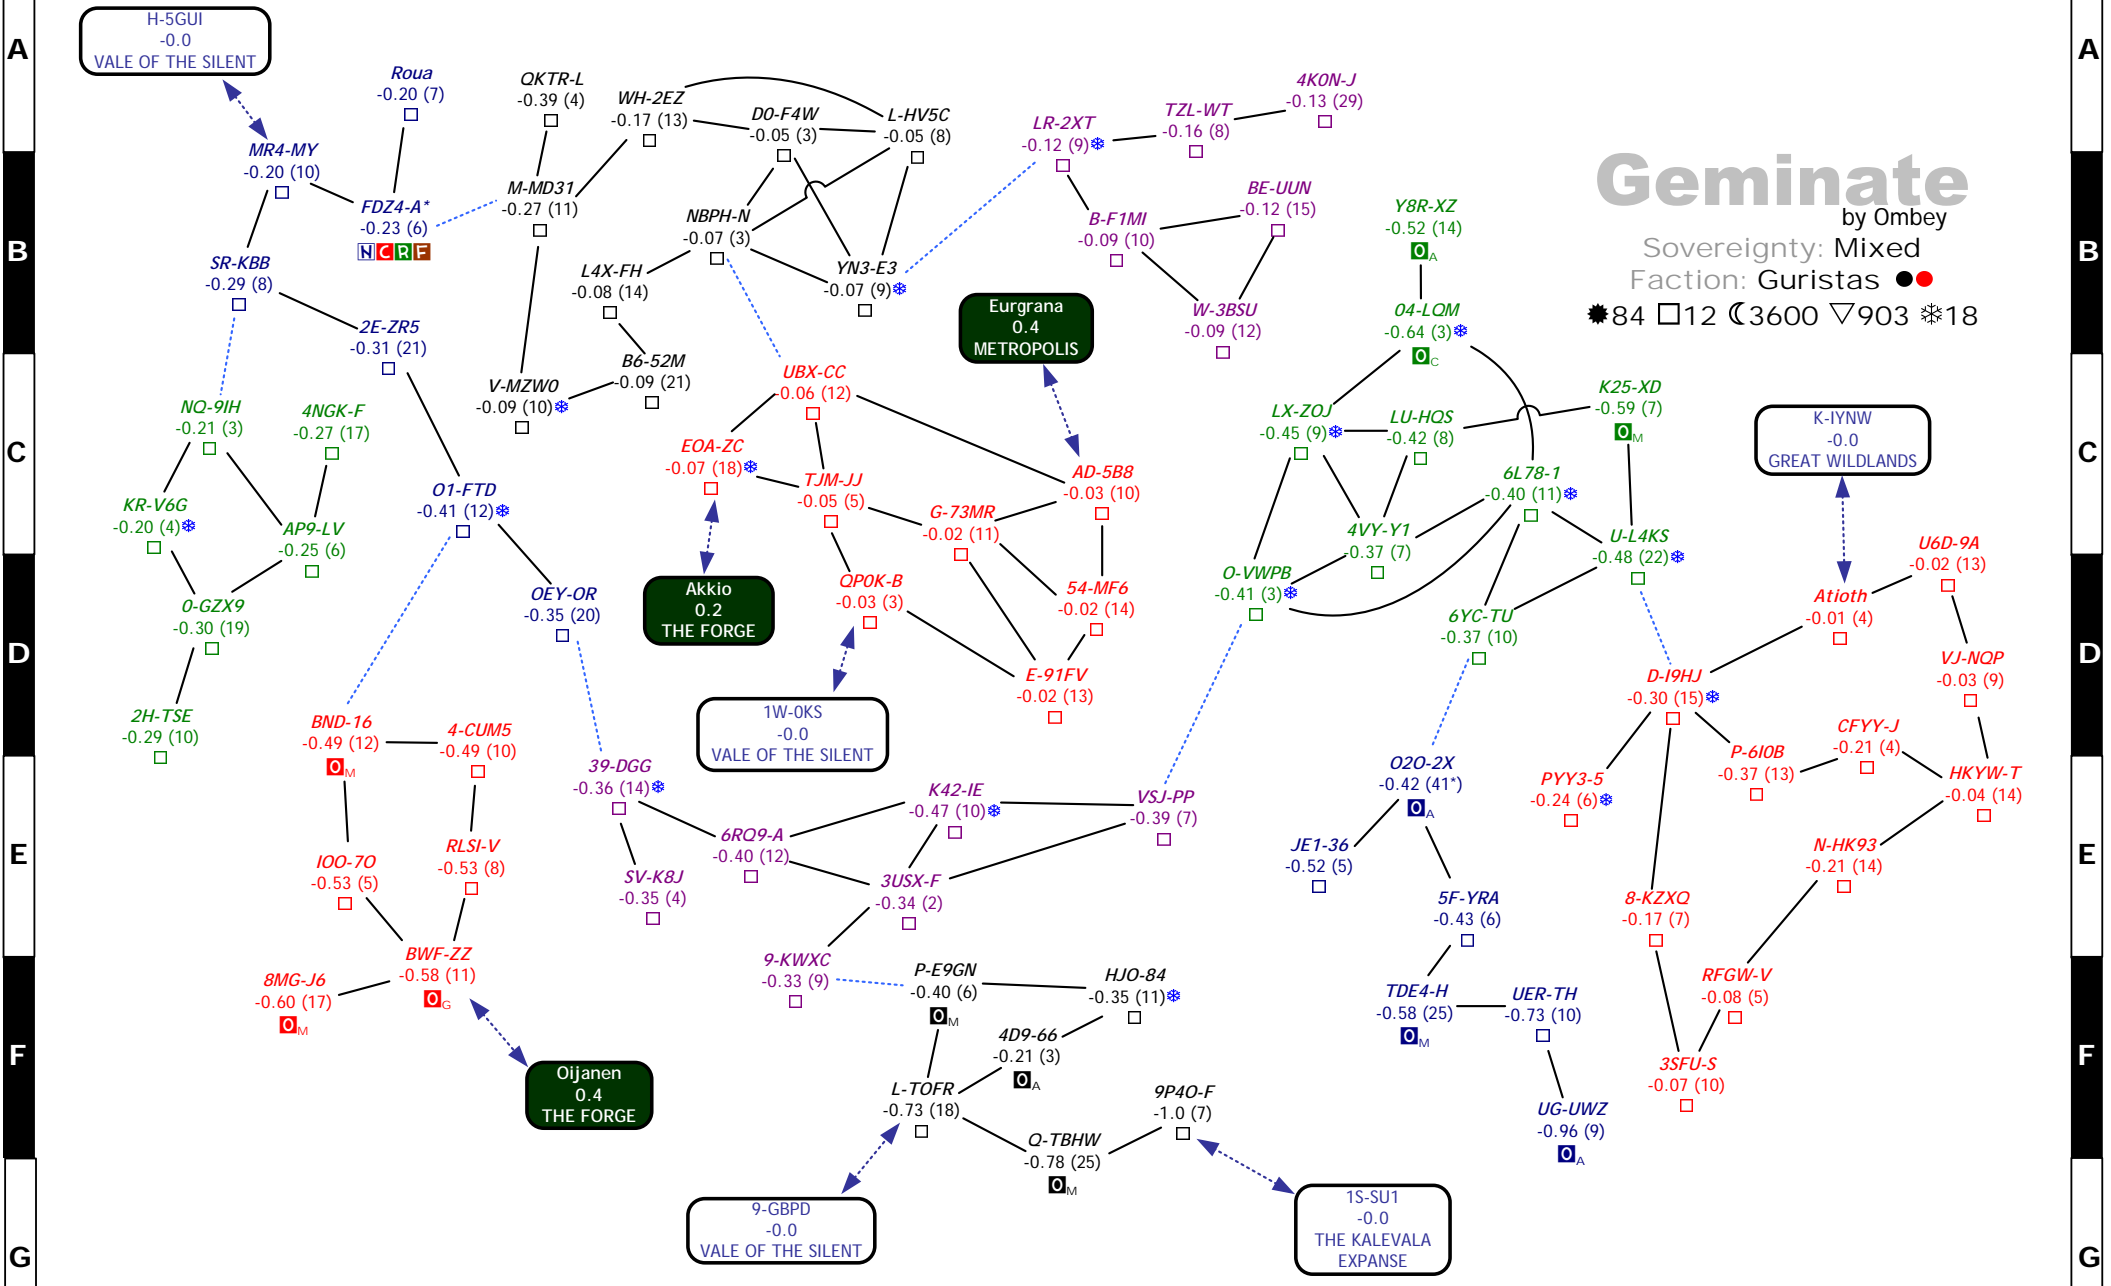 Geminate
by Ombey
Sovereignty: Mixed
Faction: Guristas
84 12 3600 903 18
A
A
H-5GUI
-0.0
VALE OF THE SILENT
Roua
-0.20 (7)
QKTR-L
-0.39 (4)
WH-2EZ
-0.17 (13)
D0-F4W
-0.05 (3)
L-HV5C
-0.05 (8)
LR-2XT
-0.12 (9)
TZL-WT
-0.16 (8)
4K0N-J
-0.13 (29)
MR4-MY
-0.20 (10)
B
B
FDZ4-A*
-0.23 (6)
N C R F
M-MD31
-0.27 (11)
NBPH-N
-0.07 (3)
L4X-FH
-0.08 (14)
YN3-E3
-0.07 (9)
B-F1MI
-0.09 (10)
BE-UUN
-0.12 (15)
W-3BSU
-0.09 (12)
Y8R-XZ
-0.52 (14)
O A
04-LQM
-0.64 (3)
O C
SR-KBB
-0.29 (8)
2E-ZR5
-0.31 (21)
Eurgrana
0.4
METROPOLIS
C
C
V-MZW0
-0.09 (10)
B6-52M
-0.09 (21)
UBX-CC
-0.06 (12)
NQ-9IH
-0.21 (3)
4NGK-F
-0.27 (17)
EOA-ZC
-0.07 (18)
TJM-JJ
-0.05 (5)
AD-5B8
-0.03 (10)
G-73MR
-0.02 (11)
LX-ZOJ
-0.45 (9)
LU-HQS
-0.42 (8)
K25-XD
-0.59 (7)
O M
K-IYNW
-0.0
GREAT WILDLANDS
6L78-1
-0.40 (11)
4VY-Y1
-0.37 (7)
U-L4KS
-0.48 (22)
KR-V6G
-0.20 (4)
AP9-LV
-0.25 (6)
O1-FTD
-0.41 (12)
D
D
0-GZX9
-0.30 (19)
OEY-OR
-0.35 (20)
Akkio
0.2
THE FORGE
QP0K-B
-0.03 (3)
54-MF6
-0.02 (14)
E-91FV
-0.02 (13)
O-VWPB
-0.41 (3)
6YC-TU
-0.37 (10)
Atioth
-0.01 (4)
U6D-9A
-0.02 (13)
VJ-NQP
-0.03 (9)
D-I9HJ
-0.30 (15)
2H-TSE
-0.29 (10)
BND-16
-0.49 (12)
O M
4-CUM5
-0.49 (10)
1W-0KS
-0.0
VALE OF THE SILENT
P-6I0B
-0.37 (13)
CFYY-J
-0.21 (4)
E
E
39-DGG
-0.36 (14)
K42-IE
-0.47 (10)
VSJ-PP
-0.39 (7)
O2O-2X
-0.42 (41*)
O A
PYY3-5
-0.24 (6)
HKYW-T
-0.04 (14)
IOO-7O
-0.53 (5)
RLSI-V
-0.53 (8)
6RQ9-A
-0.40 (12)
SV-K8J
-0.35 (4)
3USX-F
-0.34 (2)
JE1-36
-0.52 (5)
5F-YRA
-0.43 (6)
8-KZXQ
-0.17 (7)
N-HK93
-0.21 (14)
F
F
8MG-J6
-0.60 (17)
O M
BWF-ZZ
-0.58 (11)
O G
9-KWXC
-0.33 (9)
P-E9GN
-0.40 (6)
O M
HJO-84
-0.35 (11)
4D9-66
-0.21 (3)
O A
TDE4-H
-0.58 (25)
O M
UER-TH
-0.73 (10)
RFGW-V
-0.08 (5)
3SFU-S
-0.07 (10)
Oijanen
0.4
THE FORGE
L-TOFR
-0.73 (18)
9P4O-F
-1.0 (7)
UG-UWZ
-0.96 (9)
O A
Q-TBHW
-0.78 (25)
O M
G
G
9-GBPD
-0.0
VALE OF THE SILENT
1S-SU1
-0.0
THE KALEVALA
EXPANSE